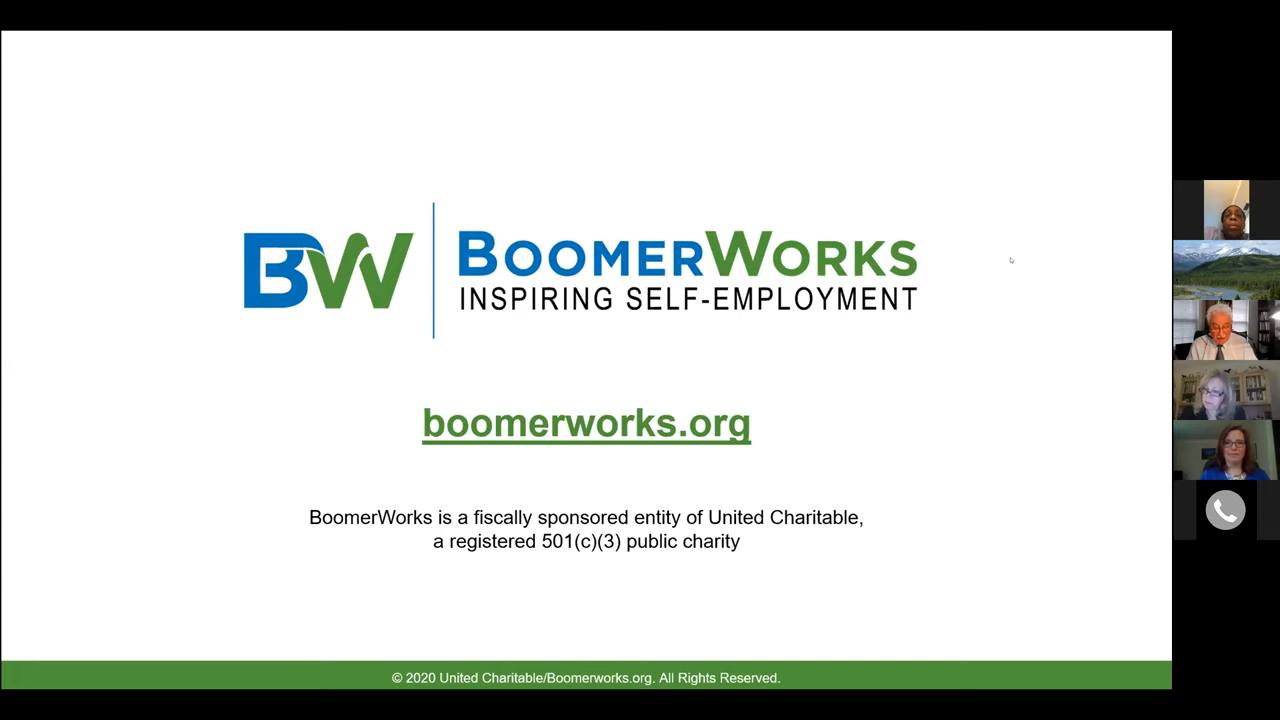 BW
BOOMERWORKS
INSPIRING SELF-EMPLOYMENT
boomerworks.org
BoomerWorks is a fiscally sponsored entity of United Charitable,
a registered 501(c)(3) public charity
© 2020 United Charitable/Boomerworks.org. All Rights Reserved.